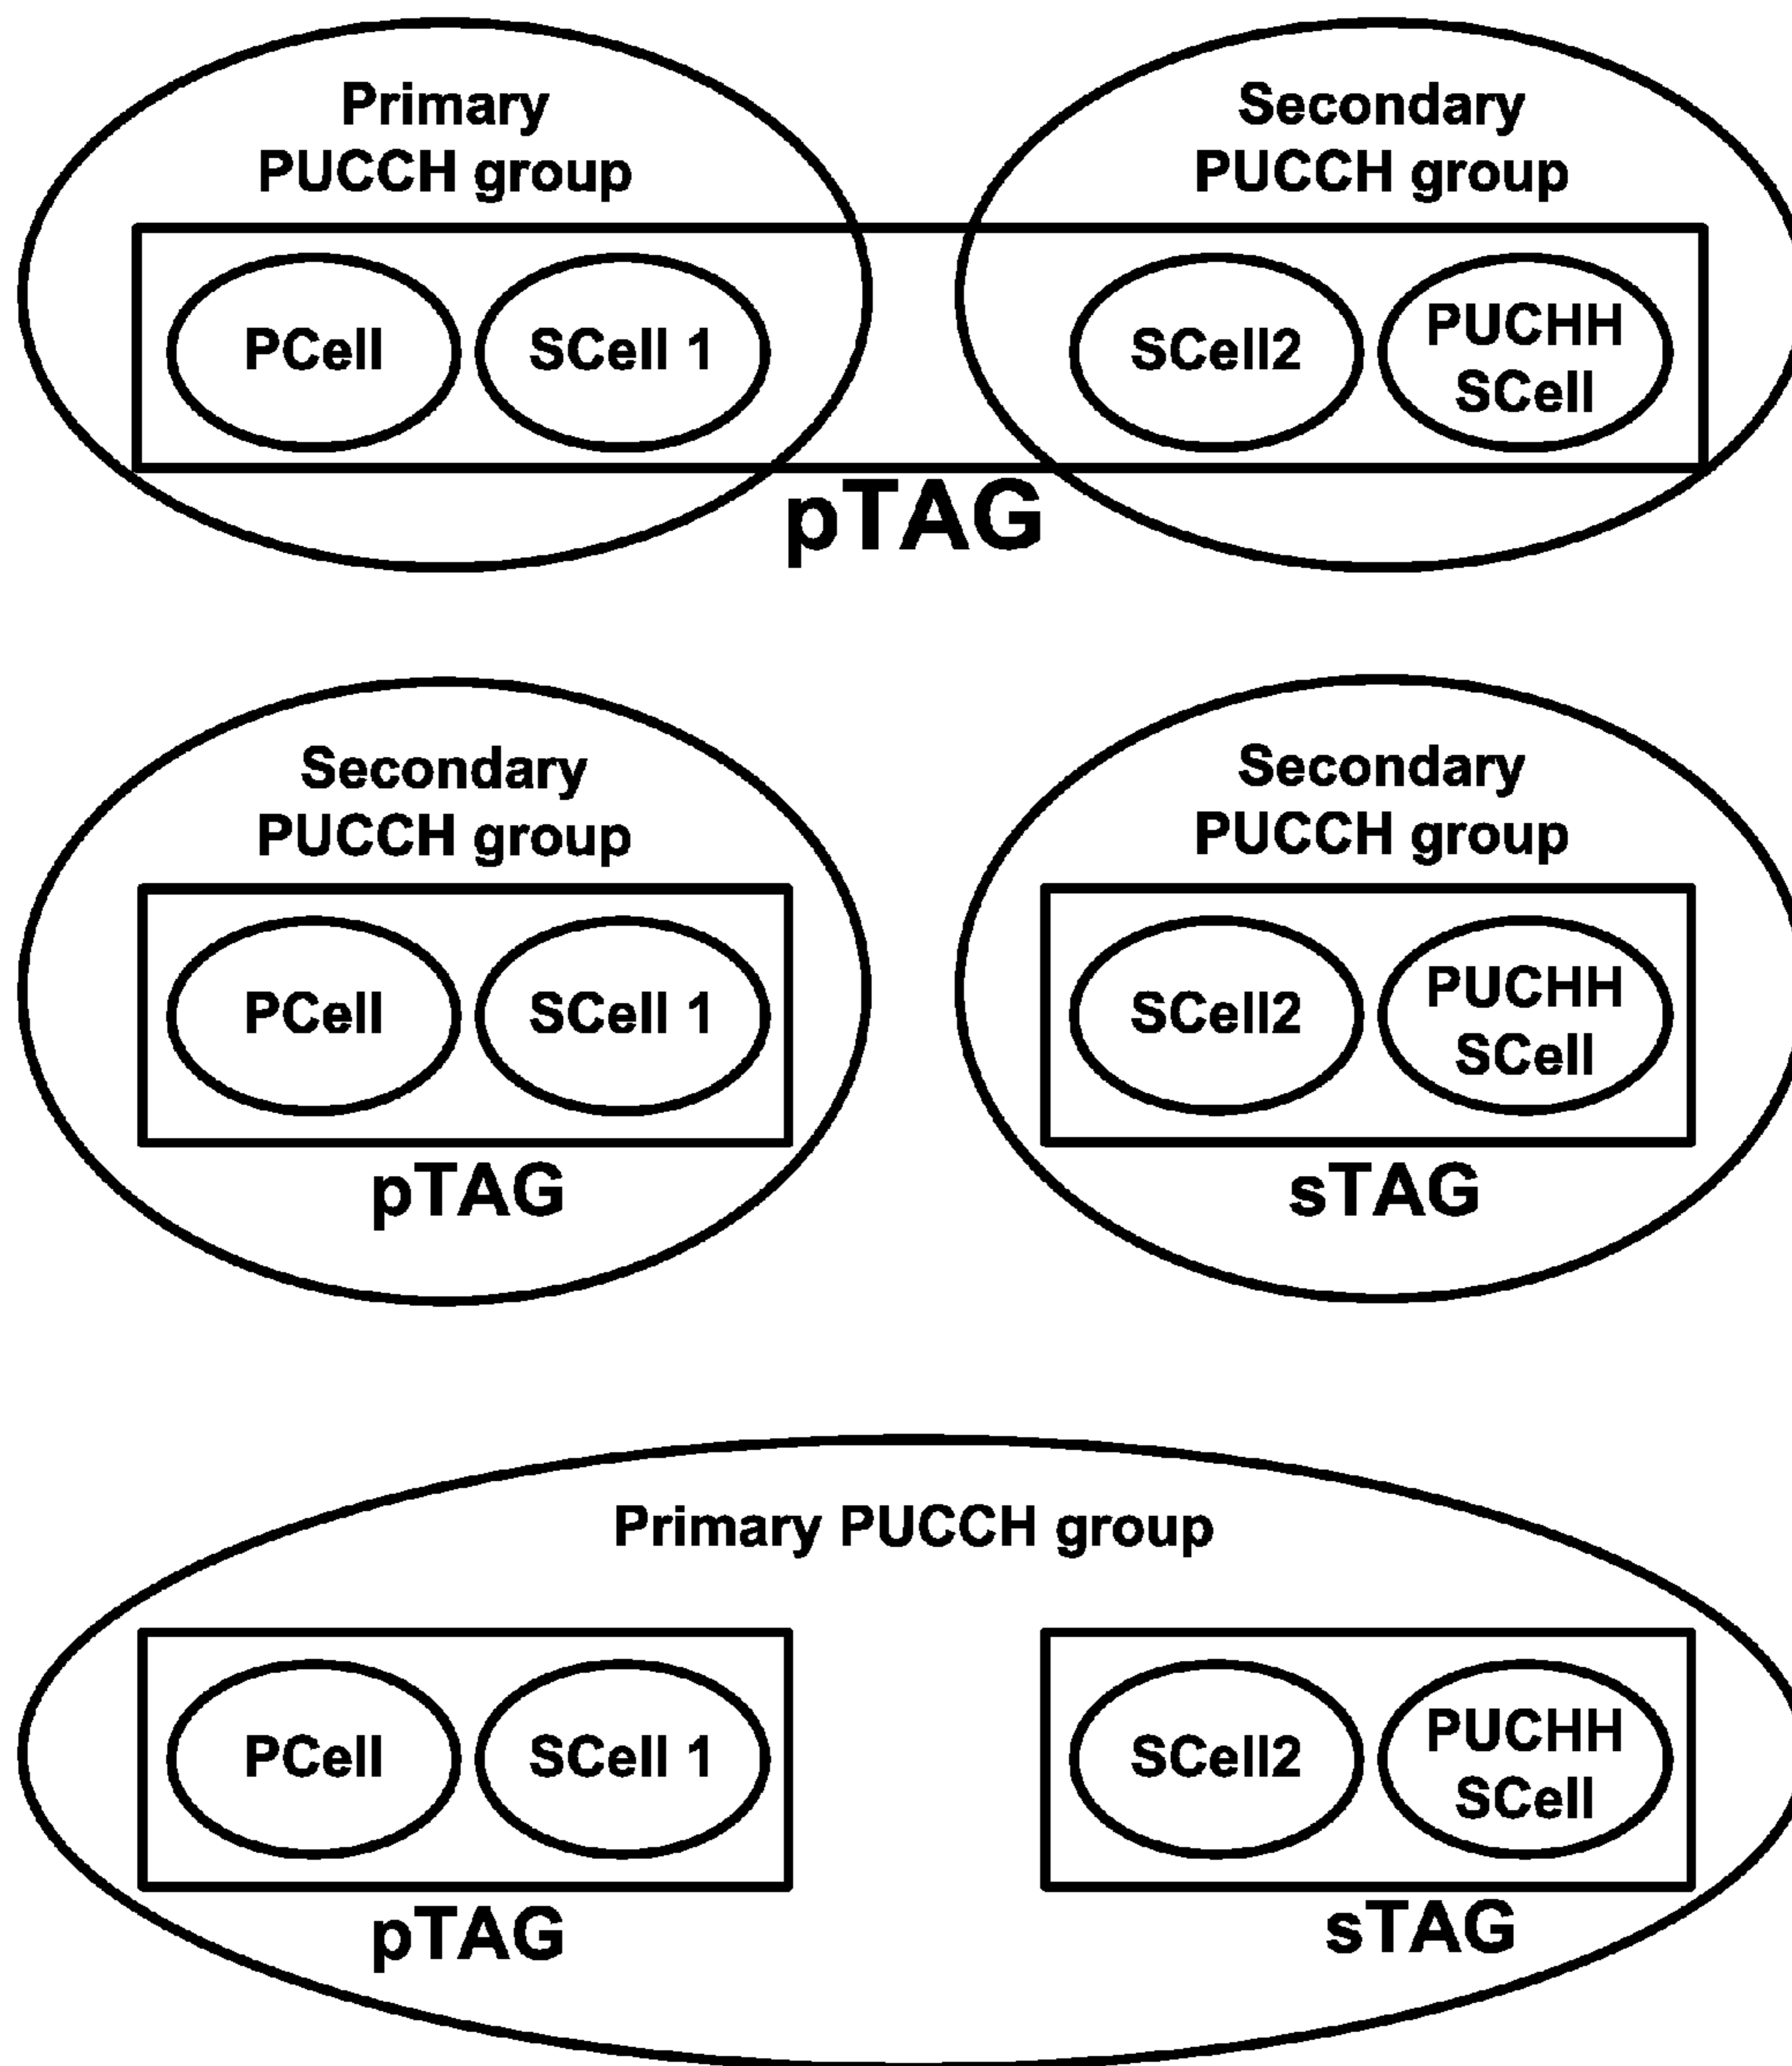 Primary
PUCCH group
Secondary
PUCCH group
PCell
SCell 1
SCell2
PUCHH
SCell
pTAG
Secondary
PUCCH group
Secondary
PUCCH group
PCell
SCell 1
SCell2
PUCHH
SCell
pTAG
sTAG
Primary PUCCH group
PCell
SCell 1
SCell2
PUCHH
SCell
pTAG
sTAG